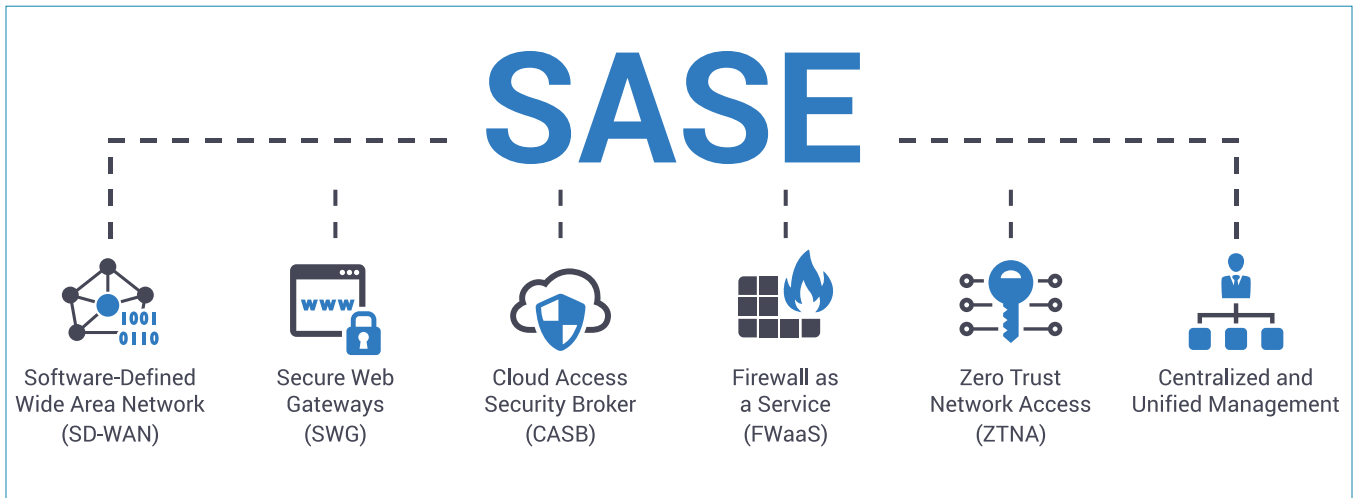 SASE
1001
0110
www
Software-Defined
Wide Area Network
(SD-WAN)
Secure Web
Gateways
(SWG)
Cloud Access
Security Broker
(CASB)
Firewall as
a Service
(FWaaS)
Zero Trust
Network Access
(ZTNA)
Centralized and
Unified Management